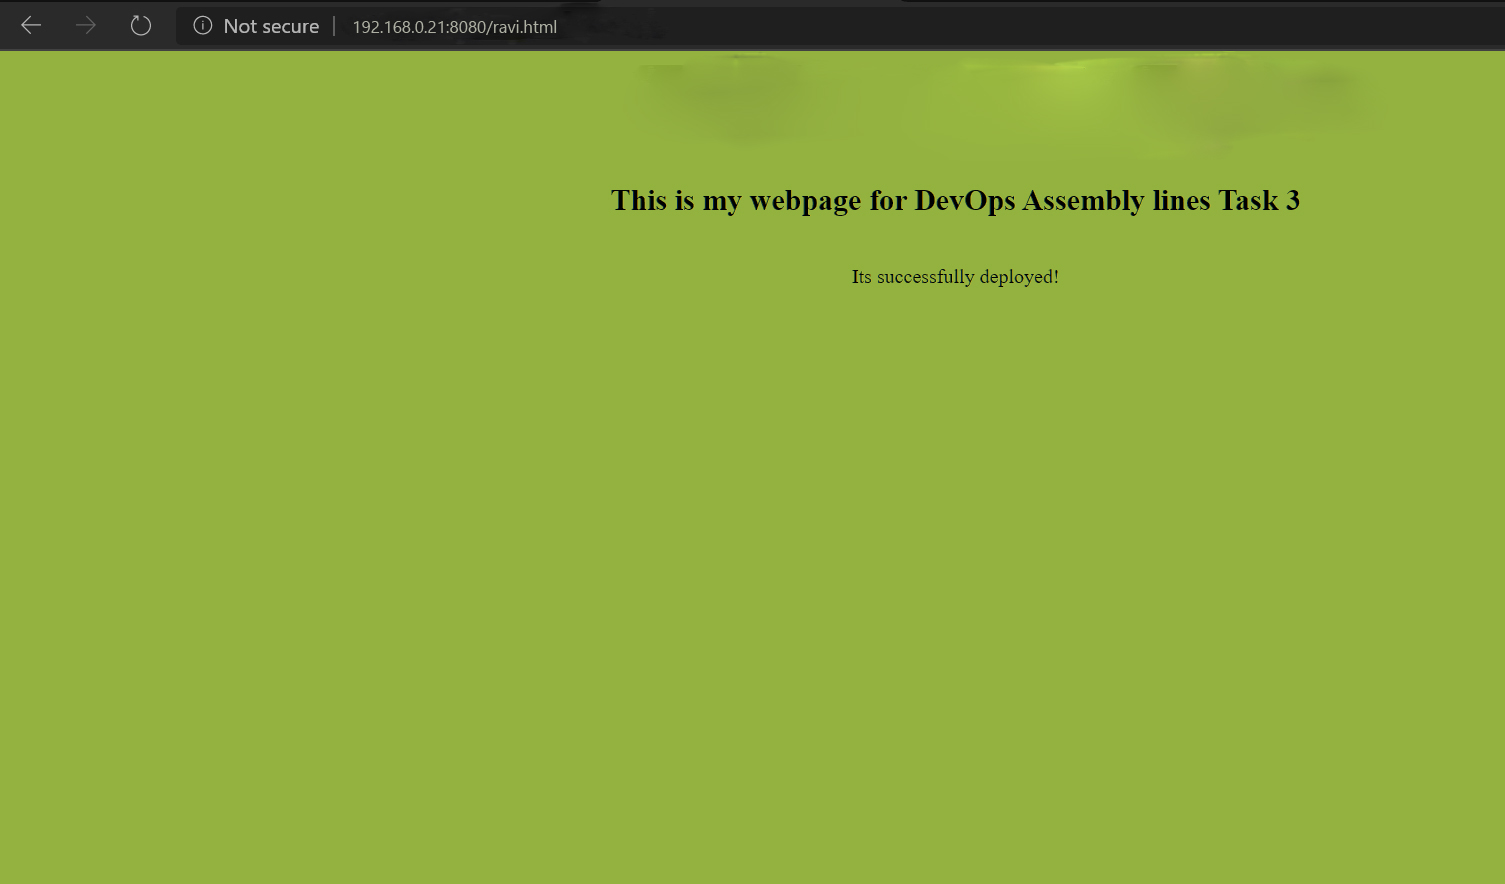 Not secure | 192.168.0.21:8080/ravi.html
This is my webpage for DevOps Assembly lines Task 3
Its successfully deployed!